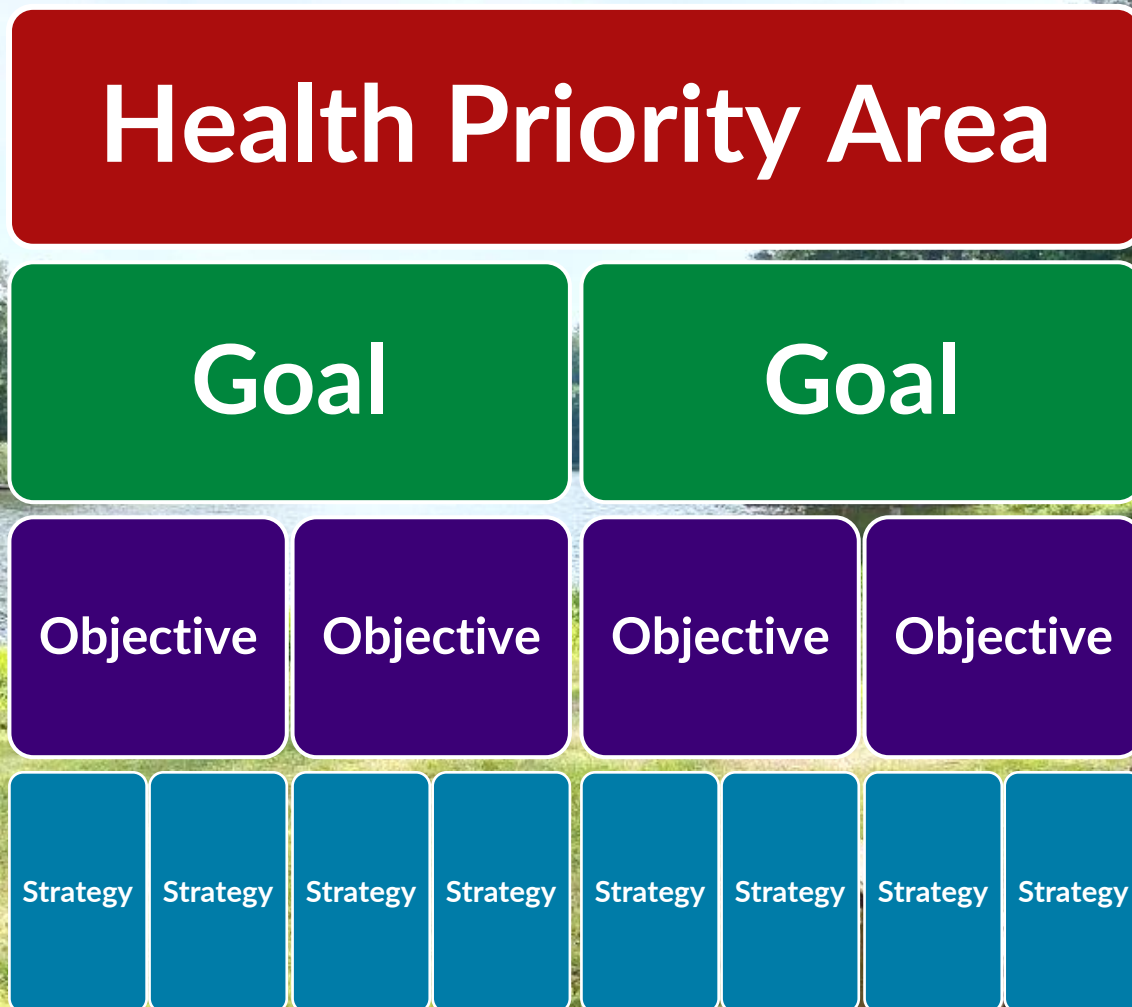 Health Priority Area
Goal Goal
Objective Objective Objective Objective
Strategy Strategy Strategy Strategy Strategy Strategy Strategy Strategy